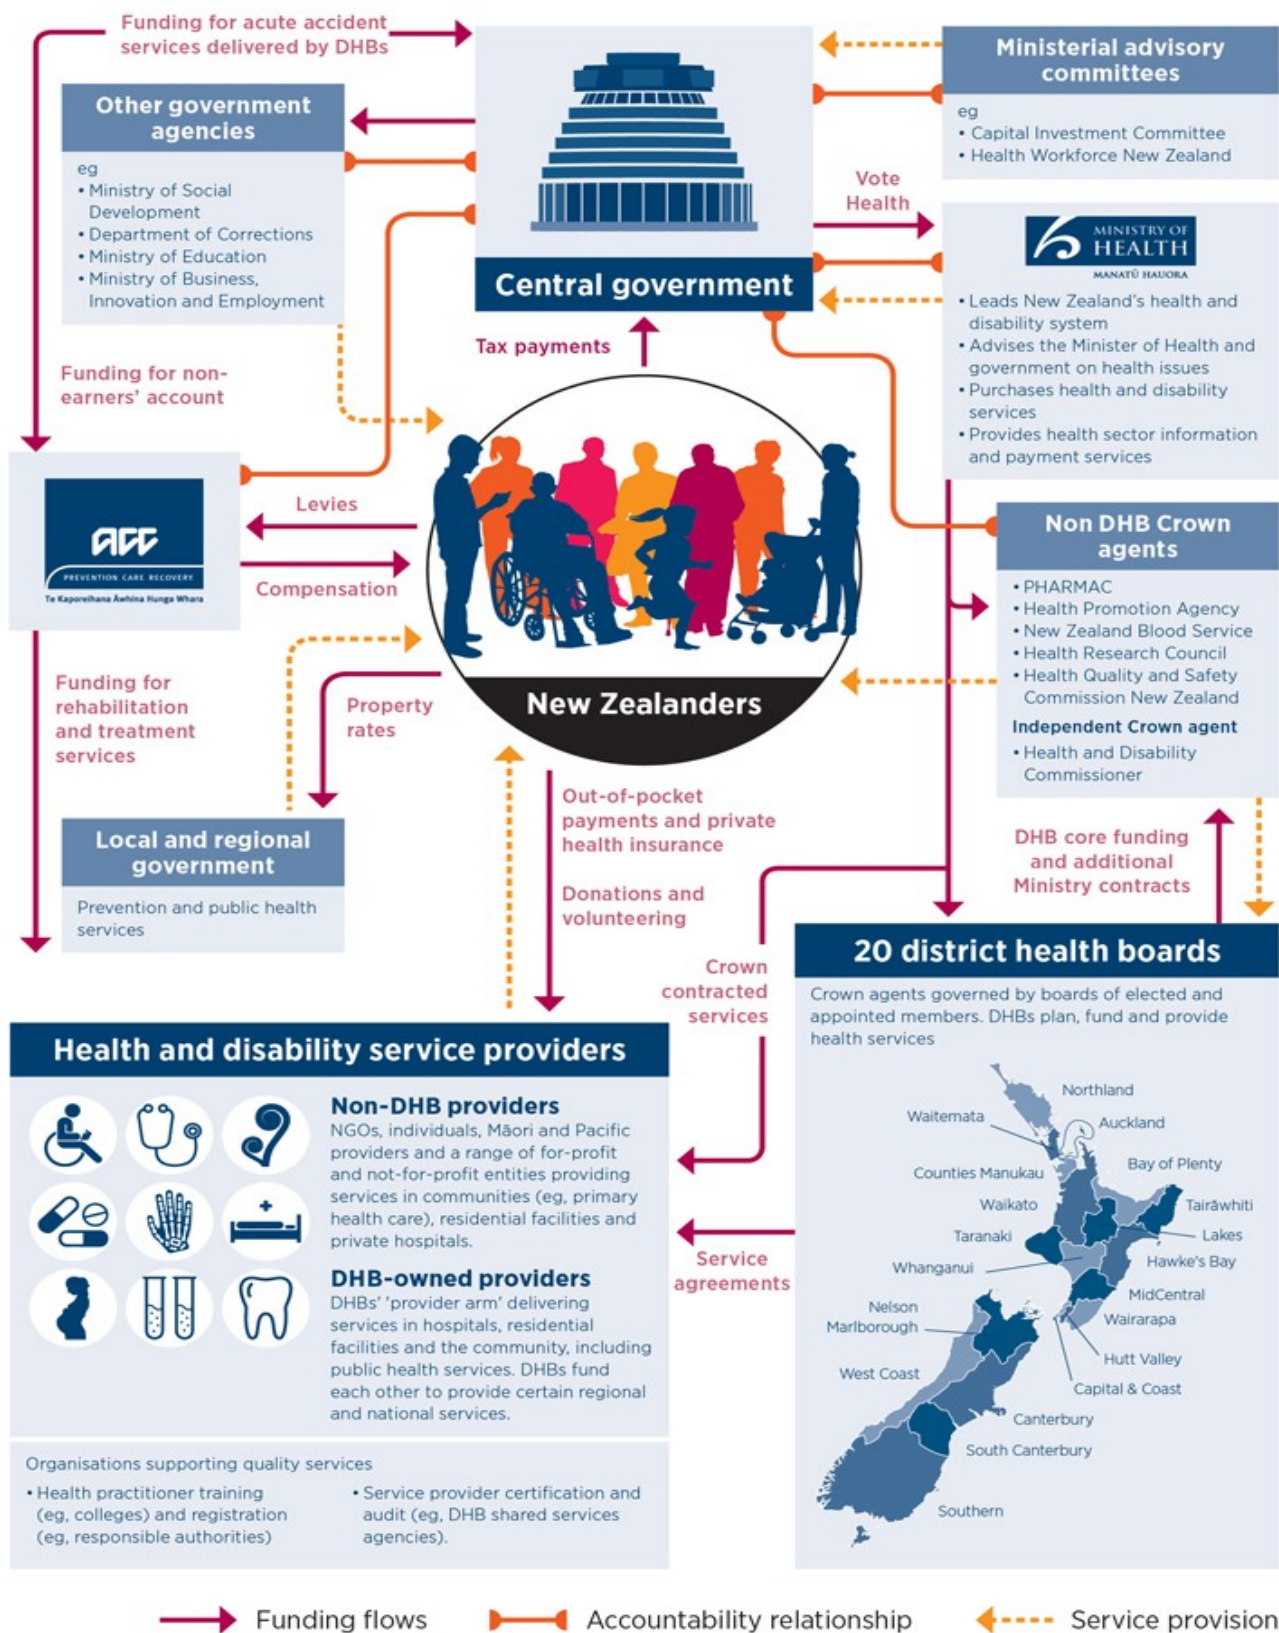 Funding for acute accident
services delivered by DHBs
Other government
agencies
eg
• Ministry of Social
Development
• Department of Corrections
• Ministry of Education
• Ministry of Business,
Innovation and Employment
Central government
Ministerial advisory
committees
eg
• Capital Investment Committee
• Health Workforce New Zealand
Vote
Health
MINISTRY OF
HEALTH
MANATŪ HAUORA
• Leads New Zealand's health and
disability system
• Advises the Minister of Health and
government on health issues
• Purchases health and disability
services
• Provides health sector information
and payment services
Tax payments
Funding for non-
earners' account
ACC
PREVENTION CARE RECOVERY
Te Kaporeihana Āwhina Hunga Whara
Levies
Compensation
New Zealanders
Non DHB Crown
agents
• PHARMAC
• Health Promotion Agency
• New Zealand Blood Service
• Health Research Council
• Health Quality and Safety
Commission New Zealand
Independent Crown agent
• Health and Disability
Commissioner
Funding for
rehabilitation
and treatment
services
Property
rates
Local and regional
government
Prevention and public health
services
Out-of-pocket
payments and private
health insurance
Donations and
volunteering
DHB core funding
and additional
Ministry contracts
Crown
contracted
services
20 district health boards
Crown agents governed by boards of elected and
appointed members. DHBs plan, fund and provide
health services
Northland
Waitemata
Auckland
Counties Manukau
Bay of Plenty
Waikato
Tairāwhiti
Taranaki
Lakes
Whanganui
Hawke's Bay
MidCentral
Nelson
Marlborough
Wairarapa
Hutt Valley
West Coast
Capital & Coast
Canterbury
South Canterbury
Southern
Health and disability service providers
Non-DHB providers
NGOs, individuals, Māori and Pacific
providers and a range of for-profit
and not-for-profit entities providing
services in communities (eg, primary
health care), residential facilities and
private hospitals.
DHB-owned providers
DHBs' 'provider arm' delivering
services in hospitals, residential
facilities and the community, including
public health services. DHBs fund
each other to provide certain regional
and national services.
Service
agreements
Organisations supporting quality services
• Health practitioner training
(eg, colleges) and registration
(eg, responsible authorities)
• Service provider certification and
audit (eg, DHB shared services
agencies).
Funding flows
Accountability relationship
Service provision